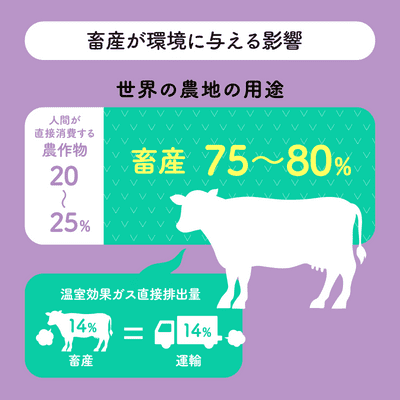 畜産が環境に与える影響
世界の農地の用途
人間が
直接消費する
農作物
20
〜
25%
畜産 75〜80%
温室効果ガス直接排出量
14% = 14%
畜産 運輸